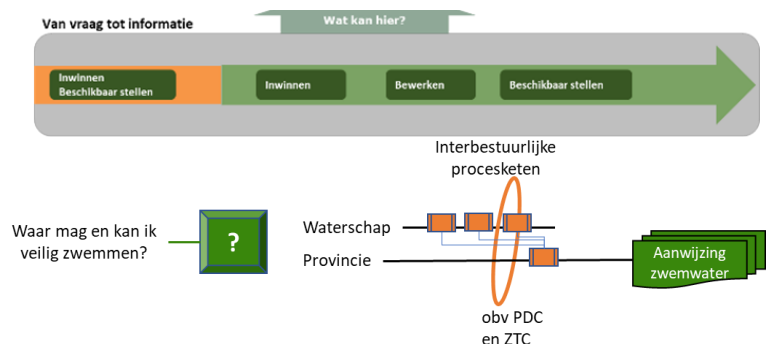 Van vraag tot informatie
Wat kan hier?
Inwinnen
Beschikbaar stellen
Inwinnen
Bewerken
Beschikbaar stellen
Interbestuurlijke
procesketen
Waar mag en kan ik
veilig zwemmen?
?
Waterschap
Provincie
Aanwijzing
zwemwater
obv PDC
en ZTC